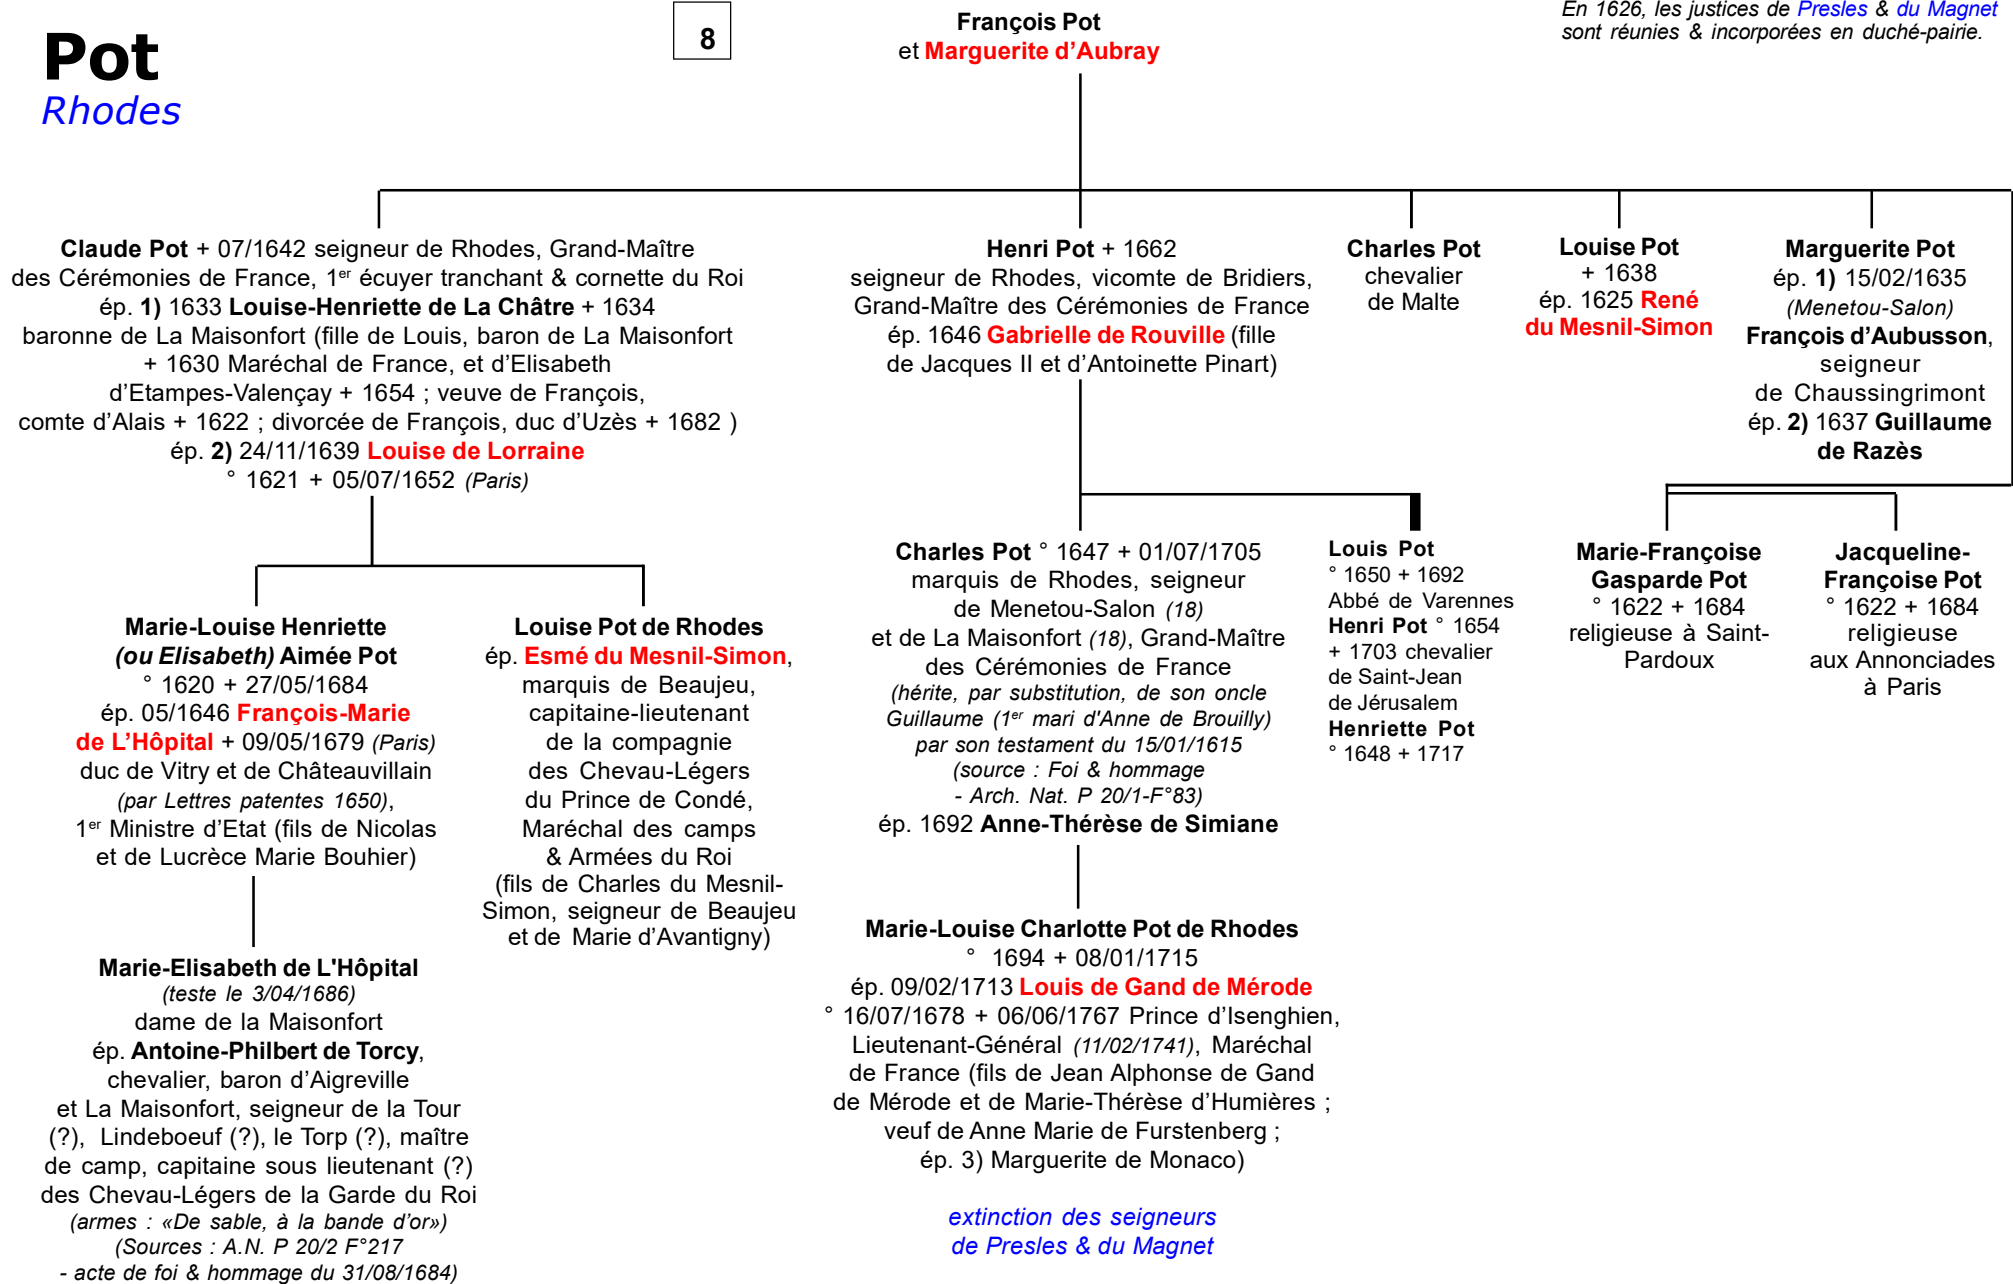 Pot
Rhodes
8
François Pot
et Marguerite d’Aubray
En 1626, les justices de Presles & du Magnet
sont réunies & incorporées en duché-pairie.
Claude Pot + 07/1642 seigneur de Rhodes, Grand-Maître
des Cérémonies de France, 1er écuyer tranchant & cornette du Roi
ép. 1) 1633 Louise-Henriette de La Châtre + 1634
baronne de La Maisonfort (fille de Louis, baron de La Maisonfort
+ 1630 Maréchal de France, et d’Elisabeth
d’Etampes-Valençay + 1654 ; veuve de François,
comte d’Alais + 1622 ; divorcée de François, duc d’Uzès + 1682 )
ép. 2) 24/11/1639 Louise de Lorraine
° 1621 + 05/07/1652 (Paris)
Henri Pot + 1662
seigneur de Rhodes, vicomte de Bridiers,
Grand-Maître des Cérémonies de France
ép. 1646 Gabrielle de Rouville (fille
de Jacques II et d’Antoinette Pinart)
Charles Pot
chevalier
de Malte
Louise Pot
+ 1638
ép. 1625 René
du Mesnil-Simon
Marguerite Pot
ép. 1) 15/02/1635
(Menetou-Salon)
François d’Aubusson,
seigneur
de Chaussingrimont
ép. 2) 1637 Guillaume
de Razès
Marie-Louise Henriette
(ou Elisabeth) Aimée Pot
° 1620 + 27/05/1684
ép. 05/1646 François-Marie
de L’Hôpital + 09/05/1679 (Paris)
duc de Vitry et de Châteauvillain
(par Lettres patentes 1650),
1er Ministre d’Etat (fils de Nicolas
et de Lucrèce Marie Bouhier)
Louise Pot de Rhodes
ép. Esmé du Mesnil-Simon,
marquis de Beaujeu,
capitaine-lieutenant
de la compagnie
des Chevau-Légers
du Prince de Condé,
Maréchal des camps
& Armées du Roi
(fils de Charles du Mesnil-
Simon, seigneur de Beaujeu
et de Marie d’Avantigny)
Charles Pot ° 1647 + 01/07/1705
marquis de Rhodes, seigneur
de Menetou-Salon (18)
et de La Maisonfort (18), Grand-Maître
des Cérémonies de France
(hérite, par substitution, de son oncle
Guillaume (1er mari d'Anne de Brouilly)
par son testament du 15/01/1615
(source : Foi & hommage
- Arch. Nat. P 20/1-F°83)
ép. 1692 Anne-Thérèse de Simiane
Louis Pot
° 1650 + 1692
Abbé de Varennes
Henri Pot ° 1654
+ 1703 chevalier
de Saint-Jean
de Jérusalem
Henriette Pot
° 1648 + 1717
Marie-Françoise
Gasparde Pot
° 1622 + 1684
religieuse à Saint-
Pardoux
Jacqueline-
Françoise Pot
° 1622 + 1684
religieuse
aux Annonciades
à Paris
Marie-Elisabeth de L'Hôpital
(teste le 3/04/1686)
dame de la Maisonfort
ép. Antoine-Philbert de Torcy,
chevalier, baron d’Aigreville
et La Maisonfort, seigneur de la Tour
(?), Lindeboeuf (?), le Torp (?), maître
de camp, capitaine sous lieutenant (?)
des Chevau-Légers de la Garde du Roi
(armes : «De sable, à la bande d’or»)
(Sources : A.N. P 20/2 F°217
- acte de foi & hommage du 31/08/1684)
Marie-Louise Charlotte Pot de Rhodes
° 1694 + 08/01/1715
ép. 09/02/1713 Louis de Gand de Mérode
° 16/07/1678 + 06/06/1767 Prince d’Isenghien,
Lieutenant-Général (11/02/1741), Maréchal
de France (fils de Jean Alphonse de Gand
de Mérode et de Marie-Thérèse d’Humières ;
veuf de Anne Marie de Furstenberg ;
ép. 3) Marguerite de Monaco)
extinction des seigneurs
de Presles & du Magnet